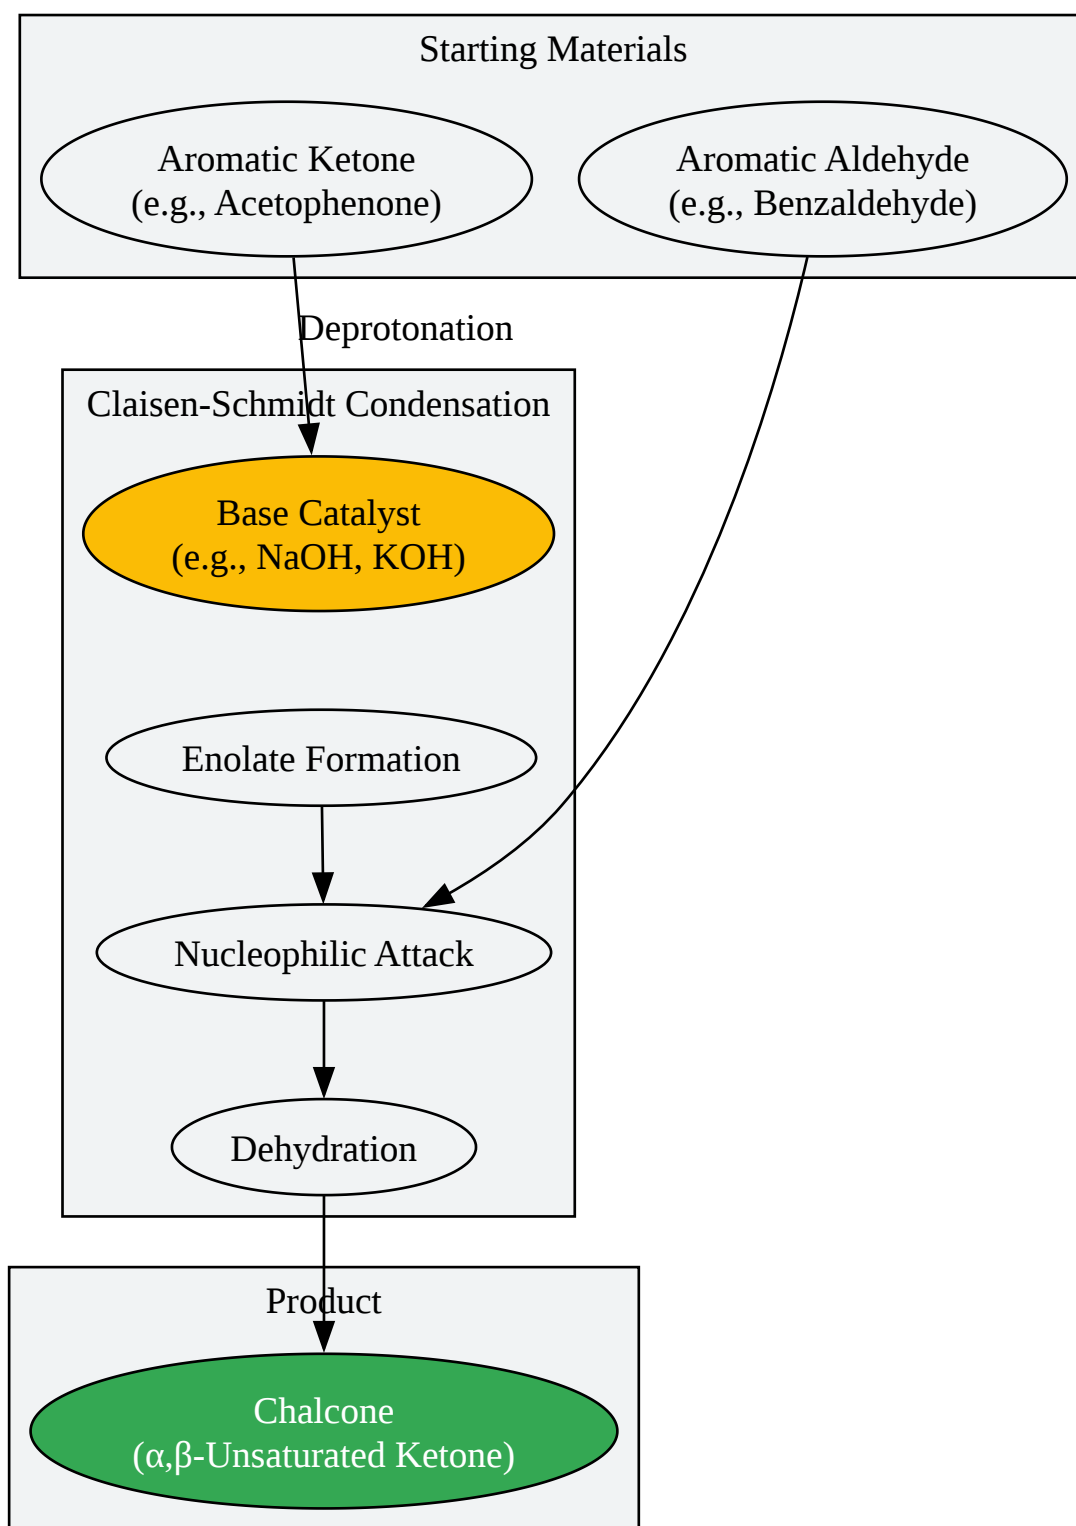 Starting Materials
Aromatic Ketone
(e.g., Acetophenone)
Aromatic Aldehyde
(e.g., Benzaldehyde)
Deprotonation
Claisen-Schmidt Condensation
Base Catalyst
(e.g., NaOH, KOH)
Enolate Formation
Nucleophilic Attack
Dehydration
Product
Chalcone
(α,β-Unsaturated Ketone)